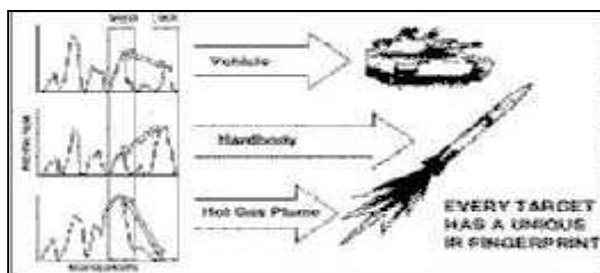 Vehicle
Hardbody
Hot Gas Plume
EVERY TARGET
HAS A UNIQUE
IR FINGERPRINT